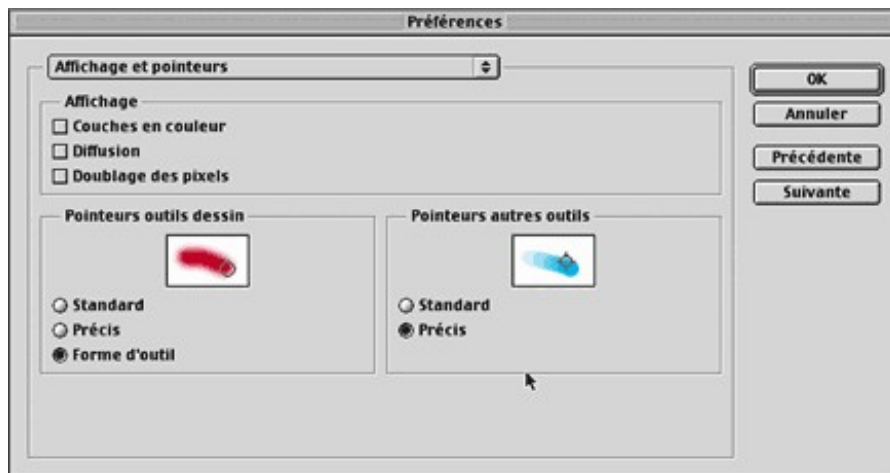 Préférences
Affichage et pointeurs
Affichage
Couches en couleur
Diffusion
Doublage des pixels
Pointeurs outils dessin
Standard
Précis
Forme d'outil
Pointeurs autres outils
Standard
Précis
OK
Annuler
Précédente
Suivante